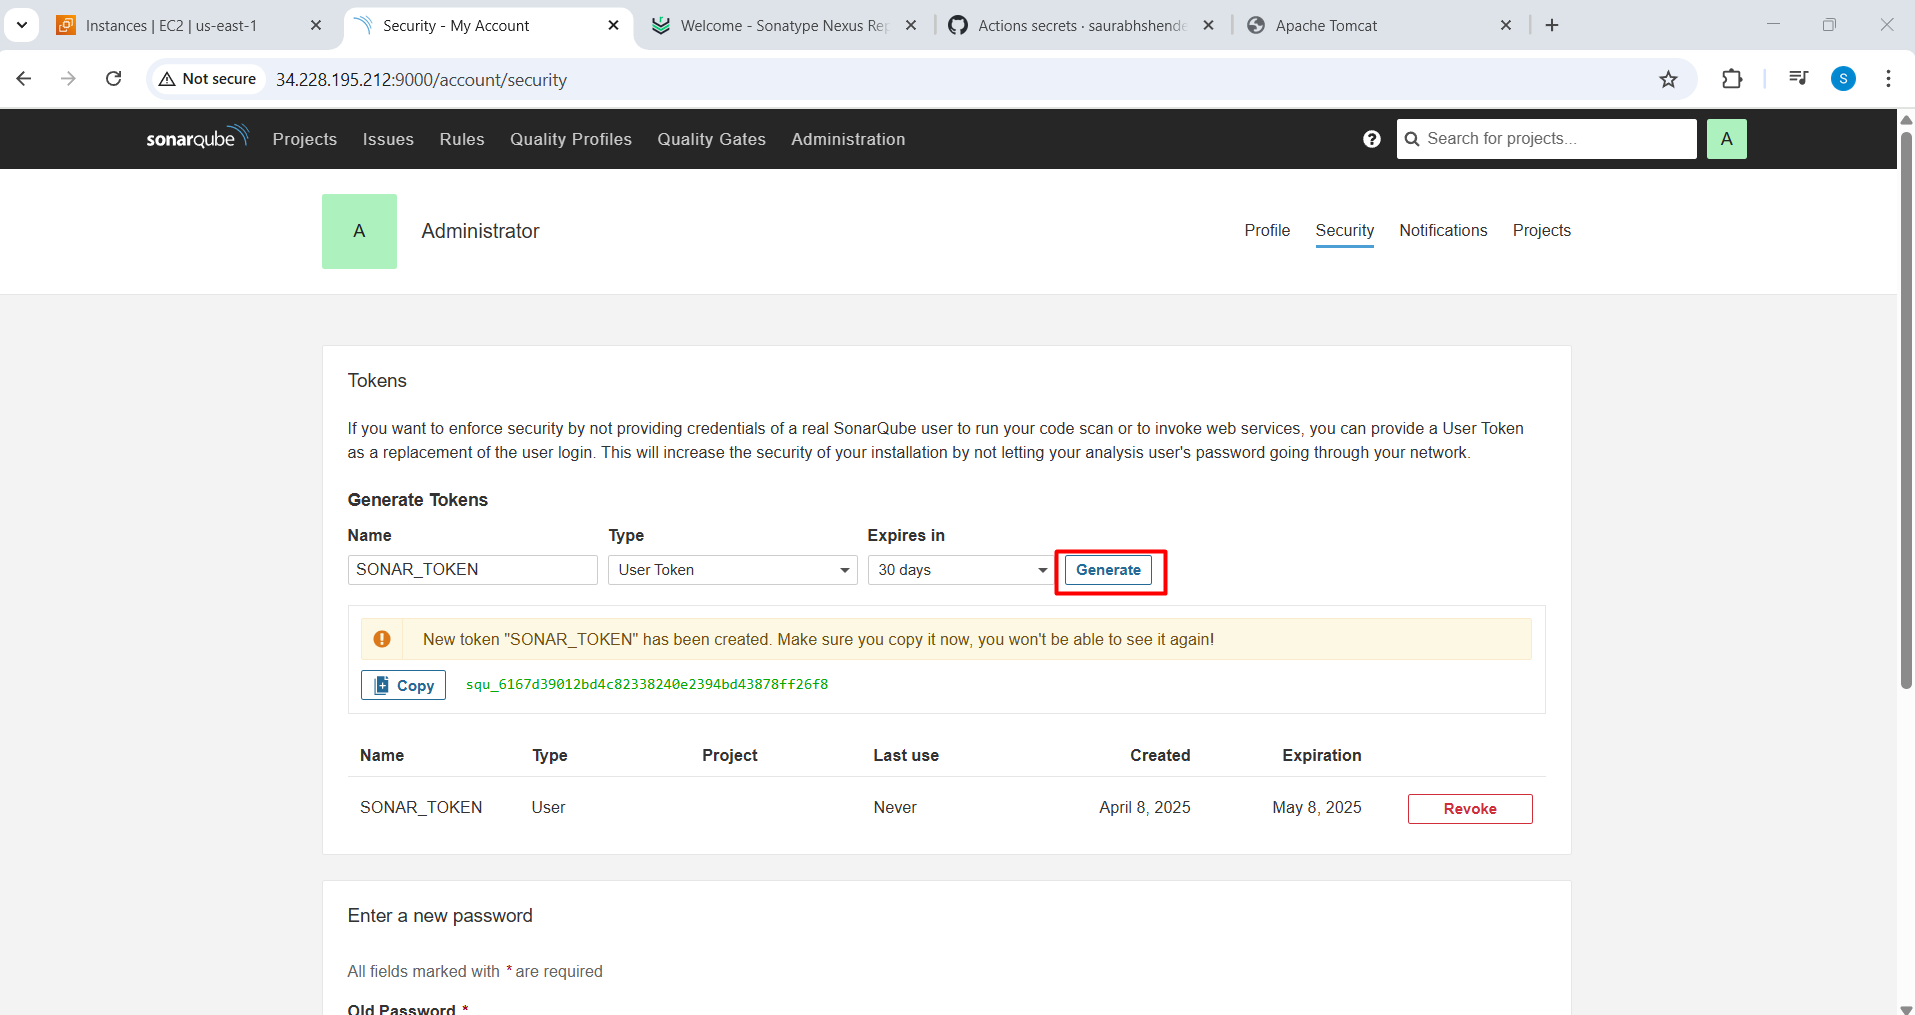 Instances | EC2 | us-east-1
Security - My Account
Welcome - Sonatype Nexus Rep
Actions secrets · saurabhshende
Apache Tomcat
Not secure
34.228.195.212:9000/account/security
S
sonarqube
Projects
Issues
Rules
Quality Profiles
Quality Gates
Administration
?
Search for projects...
A
A
Administrator
Profile
Security
Notifications
Projects
Tokens
If you want to enforce security by not providing credentials of a real SonarQube user to run your code scan or to invoke web services, you can provide a User Token
as a replacement of the user login. This will increase the security of your installation by not letting your analysis user's password going through your network.
Generate Tokens
Name
Type
Expires in
SONAR_TOKEN
User Token
30 days
Generate
New token "SONAR_TOKEN" has been created. Make sure you copy it now, you won't be able to see it again!
Copy
squ_6167d39012bd4c82338240e2394bd43878ff26f8
Name
Type
Project
Last use
Created
Expiration
SONAR_TOKEN
User
Never
April 8, 2025
May 8, 2025
Revoke
Enter a new password
All fields marked with * are required
Old Password *